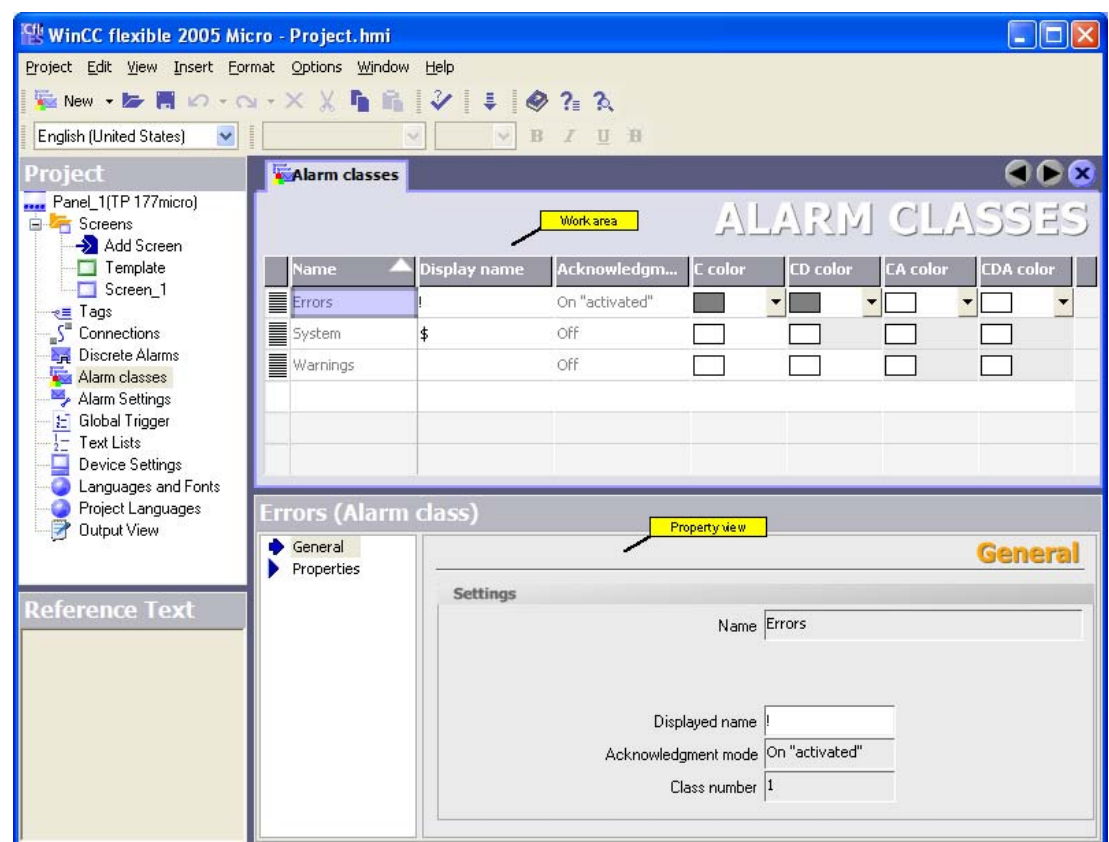 WinCC flexible 2005 Micro - Project.hmi
Project Edit View Insert Format Options Window Help
New
English (United States) B I U
Project
Panel_1(TP 177micro)
Screens
Add Screen
Template
Screen_1
Tags
Connections
Discrete Alarms
Alarm classes
Alarm Settings
Global Trigger
Text Lists
Device Settings
Languages and Fonts
Project Languages
Output View
Reference Text
Alarm classes
Work area
ALARM CLASSES
Name Display name Acknowledgm... C color CD color CA color CDA color
Errors ! On "activated"
System $ Off
Warnings Off
Errors (Alarm class)
Property view
General
Properties
General
Settings
Name Errors
Displayed name !
Acknowledgment mode On "activated"
Class number 1